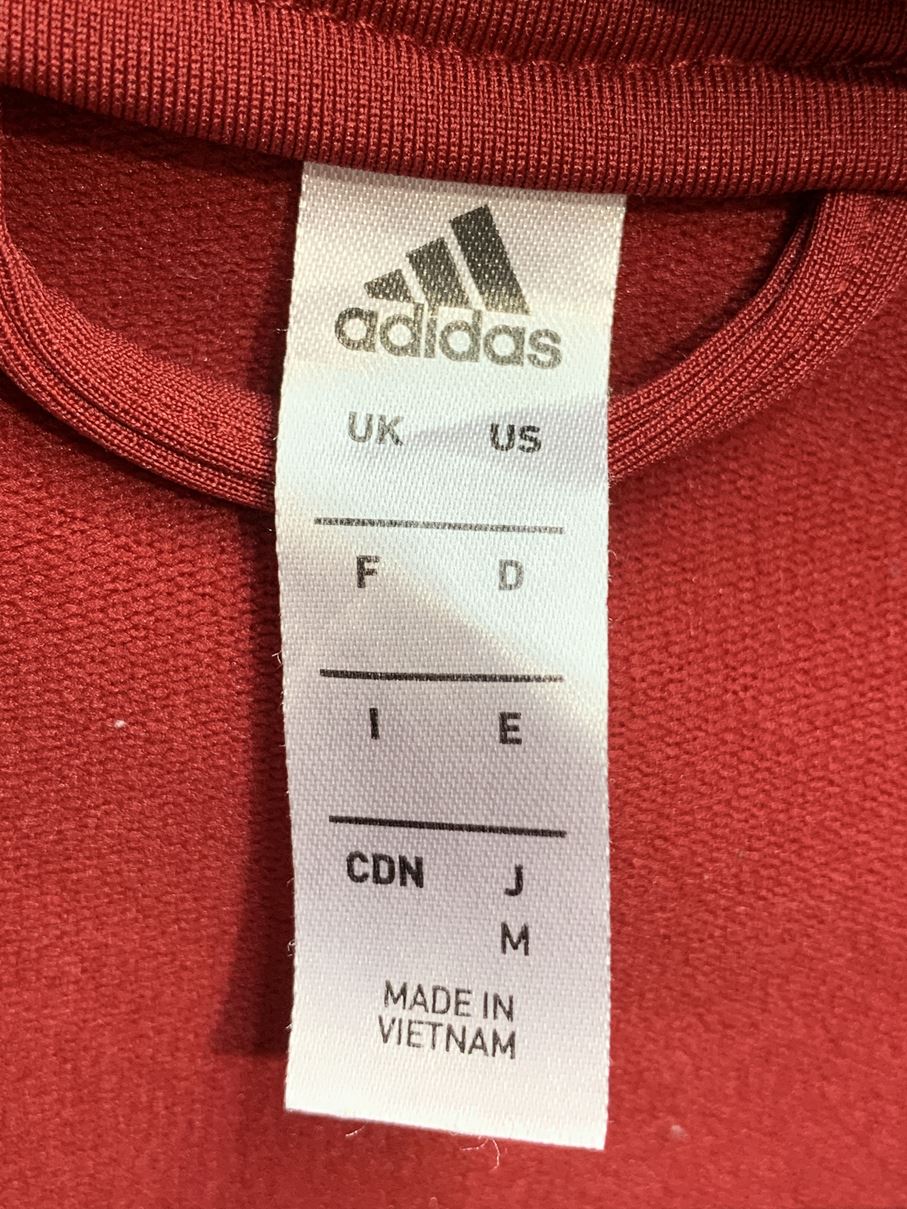 adidas
UK US
F D
I E
CDN J
M
MADE IN
VIETNAM